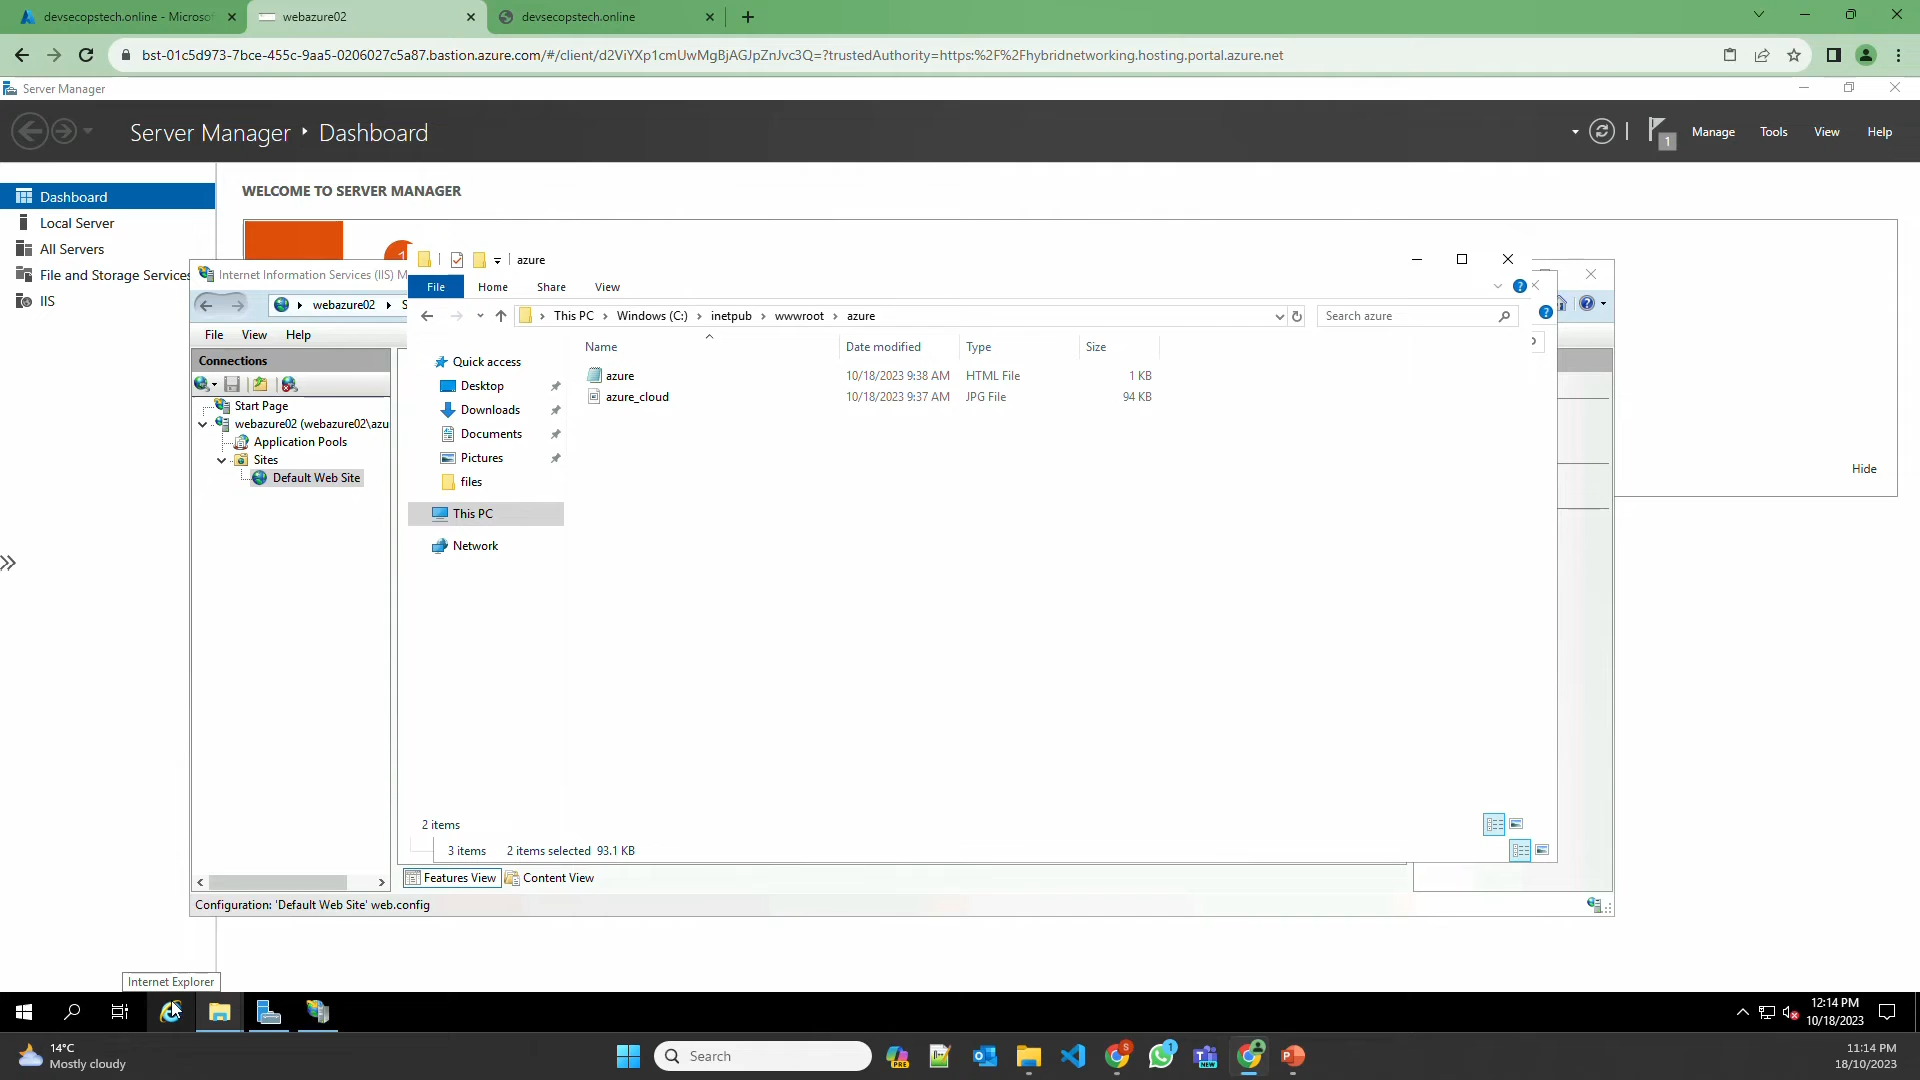 devsecopstech.online - Microsof
webazure02
devsecopstech.online
bst-01c5d973-7bce-455c-9aa5-0206027c5a87.bastion.azure.com/#/client/d2ViYXp1cmUwMgBjAGJpZnJvc3Q=?trustedAuthority=https:%2F%2Fhybridnetworking.hosting.portal.azure.net
Server Manager
Server Manager
Dashboard
1
Manage
Tools
View
Help
Dashboard
Local Server
All Servers
File and Storage Services
IIS
WELCOME TO SERVER MANAGER
1
Hide
Internet Information Services (IIS) M
webazure02
S
File
View
Help
Connections
Start Page
webazure02 (webazure02\azu
Application Pools
Sites
Default Web Site
Features View
Content View
Configuration: 'Default Web Site' web.config
azure
File
Home
Share
View
This PC
Windows (C:)
inetpub
wwwroot
azure
Search azure
Quick access
Desktop
Downloads
Documents
Pictures
files
This PC
Network
Name
Date modified
Type
Size
azure
10/18/2023 9:38 AM
HTML File
1 KB
azure_cloud
10/18/2023 9:37 AM
JPG File
94 KB
2 items
3 items
2 items selected 93.1 KB
Internet Explorer
12:14 PM
10/18/2023
14°C
Mostly cloudy
Search
PRE
S
1
NEW
11:14 PM
18/10/2023